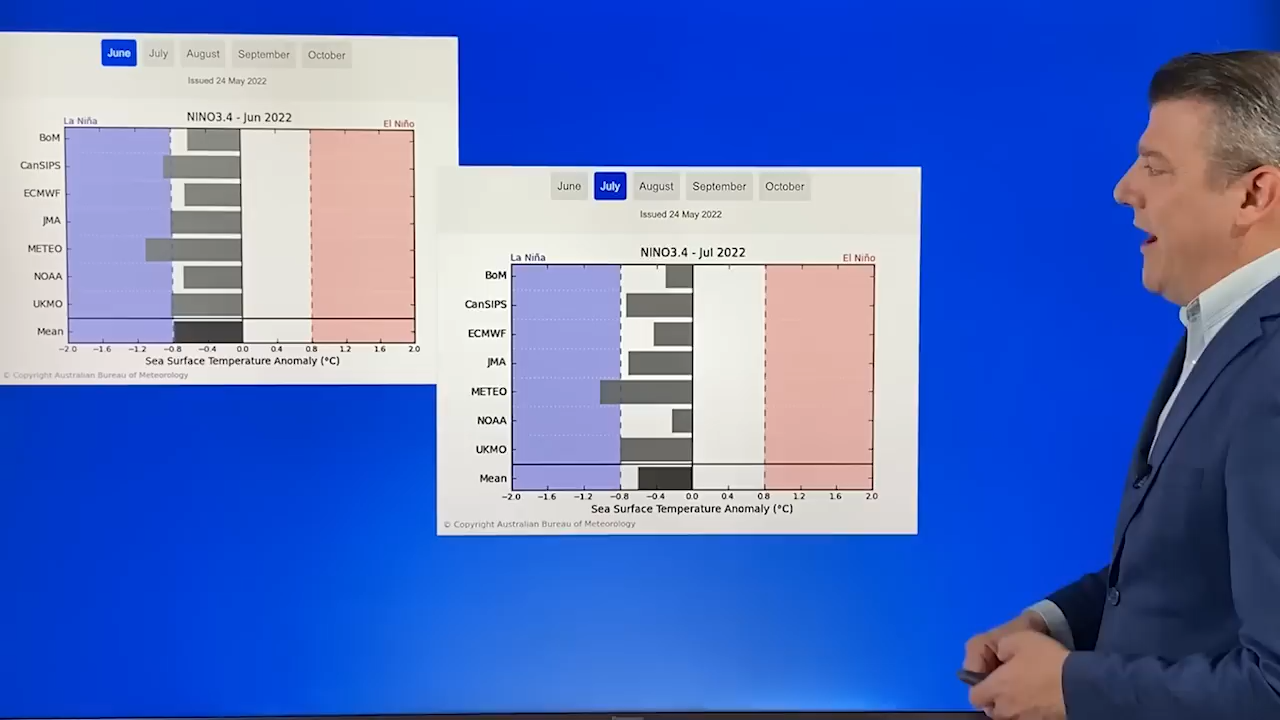 June July August September October
Issued 24 May 2022
NINO3.4 - Jun 2022
La Niña El Niño
BoM
CanSIPS
ECMWF
JMA
METEO
NOAA
UKMO
Mean
−2.0 −1.6 −1.2 −0.8 −0.4 0.0 0.4 0.8 1.2 1.6 2.0
Sea Surface Temperature Anomaly (°C)
© Copyright Australian Bureau of Meteorology
June July August September October
Issued 24 May 2022
NINO3.4 - Jul 2022
La Niña El Niño
BoM
CanSIPS
ECMWF
JMA
METEO
NOAA
UKMO
Mean
−2.0 −1.6 −1.2 −0.8 −0.4 0.0 0.4 0.8 1.2 1.6 2.0
Sea Surface Temperature Anomaly (°C)
© Copyright Australian Bureau of Meteorology